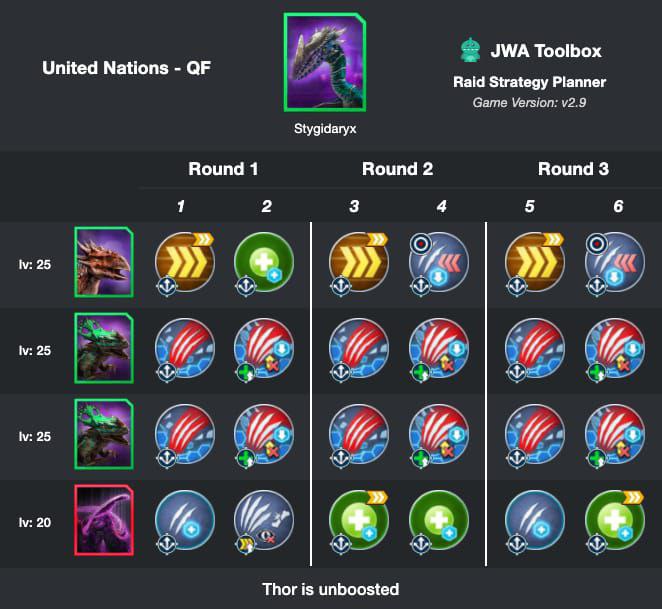 United Nations - QF
JWA Toolbox
Raid Strategy Planner
Game Version: v2.9
Stygidaryx
Round 1
Round 2
Round 3
1
2
3
4
5
6
lv: 25
lv: 25
lv: 25
lv: 20
Thor is unboosted